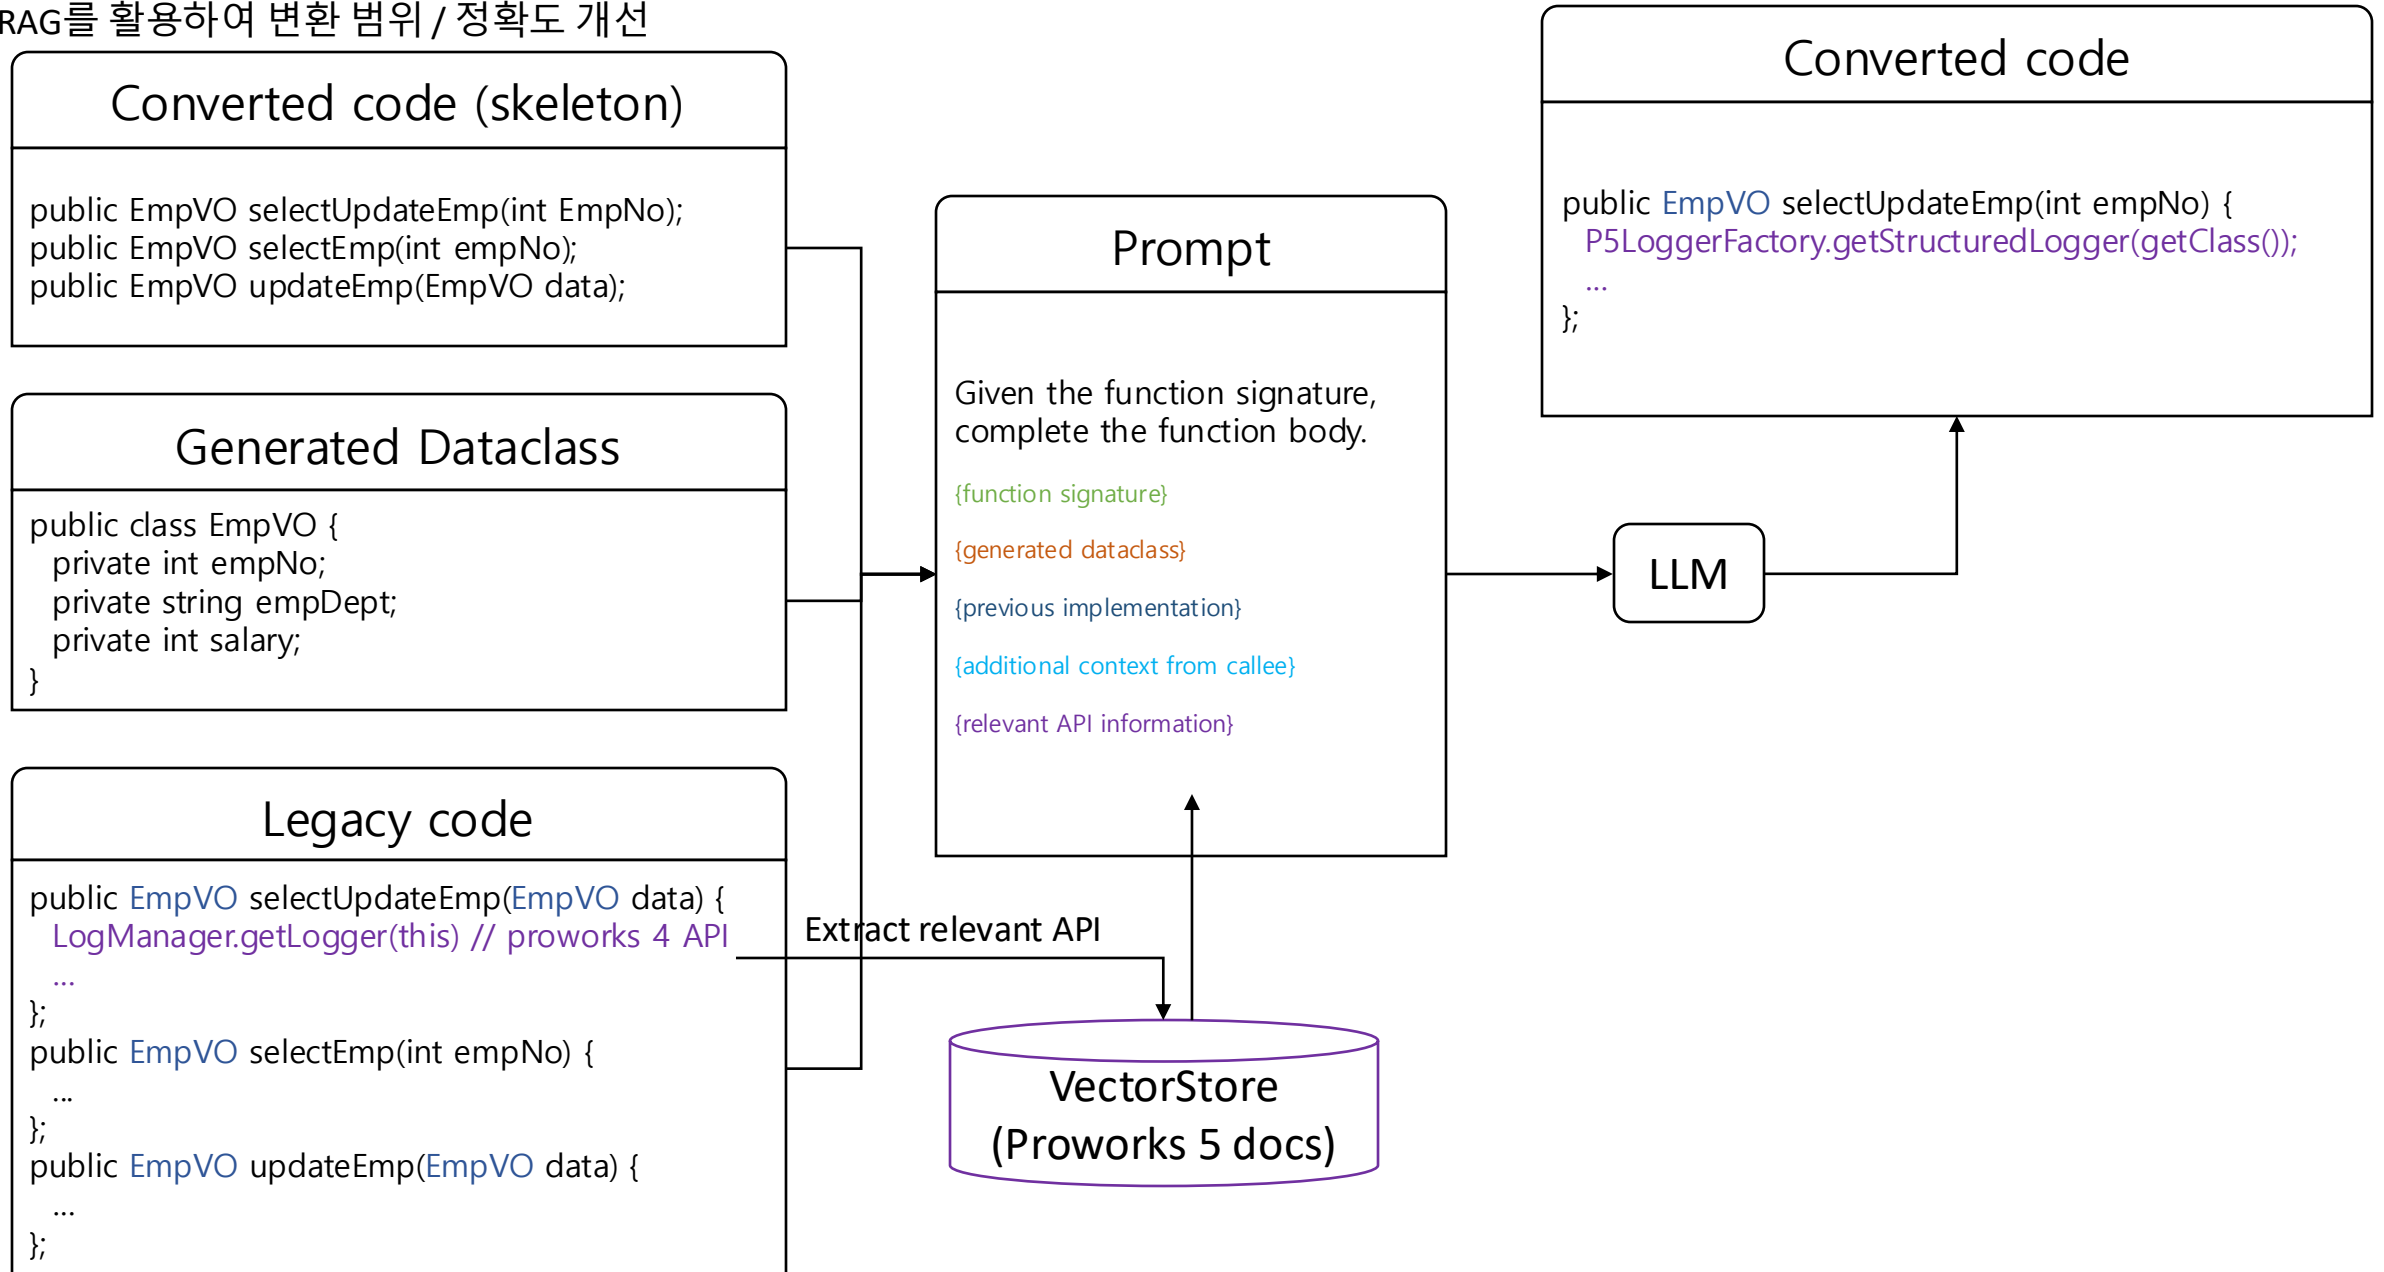 RAG를 활용하여 변환 범위 / 정확도 개선
Converted code (skeleton)
public EmpVO selectUpdateEmp(int EmpNo);
public EmpVO selectEmp(int empNo);
public EmpVO updateEmp(EmpVO data);
Generated Dataclass
public class EmpVO {
private int empNo;
private string empDept;
private int salary;
}
Legacy code
public EmpVO selectUpdateEmp(EmpVO data) {
LogManager.getLogger(this) // proworks 4 API
...
};
public EmpVO selectEmp(int empNo) {
...
};
public EmpVO updateEmp(EmpVO data) {
...
};
Extract relevant API
VectorStore
(Proworks 5 docs)
Prompt
Given the function signature,
complete the function body.
{function signature}
{generated dataclass}
{previous implementation}
{additional context from callee}
{relevant API information}
LLM
Converted code
public EmpVO selectUpdateEmp(int empNo) {
P5LoggerFactory.getStructuredLogger(getClass());
...
};